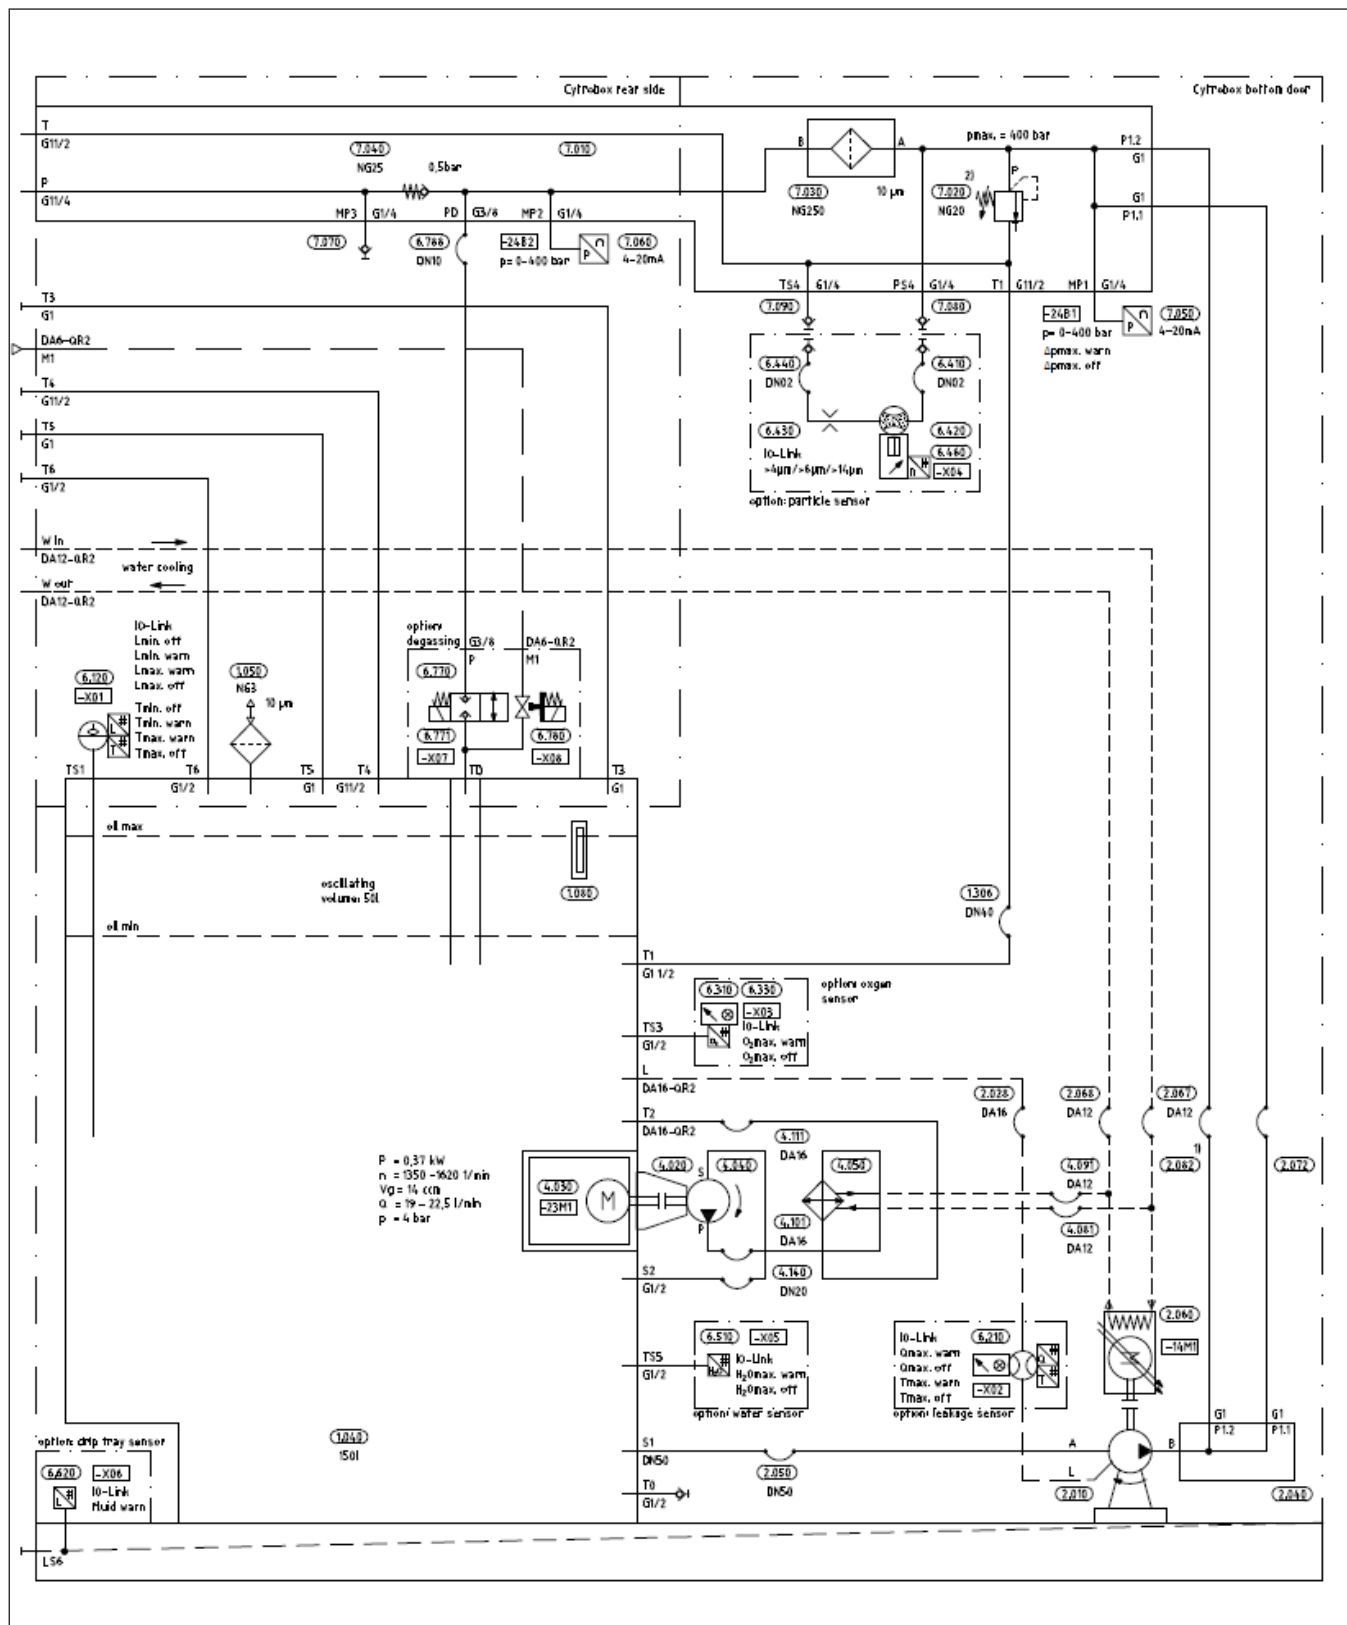 Cytrobox rear side
Cytrobox bottom door
T
G11/2
7.040
NG25
0,5bar
7.010
B
A
pmax. = 400 bar
P1.2
G1
P
G11/4
7.030
NG250
10 µm
2)
P
7.020
NG20
G1
P1.1
MP3 G1/4
PD G3/8
MP2 G1/4
7.070
6.788
DN10
-24B2
p= 0-400 bar
P
7.060
4-20mA
TS4 G1/4
PS4 G1/4
T1 G11/2
MP1 G1/4
T3
G1
7.090
7.080
-24B1
p= 0-400 bar
Δpmax. warn
Δpmax. off
P
7.050
4-20mA
DA6-QR2
M1
6.440
DN02
6.410
DN02
T4
G11/2
T5
G1
6.430
6.420
IO-Link
>4µm/>6µm/>14µm
6.460
n #
-X04
T6
G1/2
option: particle sensor
W in
DA12-QR2
water cooling
W out
DA12-QR2
IO-Link
Lmin. off
Lmin. warn
Lmax. warn
Lmax. off
Tmin. off
Tmin. warn
Tmax. warn
Tmax. off
option:
degassing
G3/8
P
DA6-QR2
M1
6.120
-X01
L #
T #
1.050
NG3
10 µm
6.770
6.771
-X07
6.780
-X08
TS1
T6
G1/2
T5
G1
T4
G11/2
TD
T3
G1
oil max
oscillating
volume: 50l
1.080
oil min
1.306
DN40
T1
G1 1/2
6.310
6.330
-X03
option: oxgen
sensor
TS3
G1/2
IO-Link
O₂max. warn
O₂max. off
L
DA16-QR2
2.028
DA16
2.068
DA12
2.067
DA12
T2
DA16-QR2
4.111
DA16
1)
2.082
2.072
P = 0,37 kW
n = 1350 -1620 1/min
Vg = 14 ccm
Q = 19 - 22,5 l/min
p = 4 bar
4.030
-23M1
M
4.020
4.040
S
P
4.050
4.101
DA16
4.091
DA12
4.081
DA12
S2
G1/2
4.140
DN20
2.060
-14M1
M
6.510
-X05
TS5
G1/2
H₂O #
IO-Link
H₂Omax. warn
H₂Omax. off
option: water sensor
IO-Link
Qmax. warn
Qmax. off
Tmax. warn
Tmax. off
6.210
-X02
Q #
T #
option: leakage sensor
G1
P1.2
G1
P1.1
1.040
150l
S1
DN50
2.050
DN50
A
B
L
2.010
2.040
T0
G1/2
option: drip tray sensor
6.620
-X06
L #
IO-Link
fluid warn
LS6